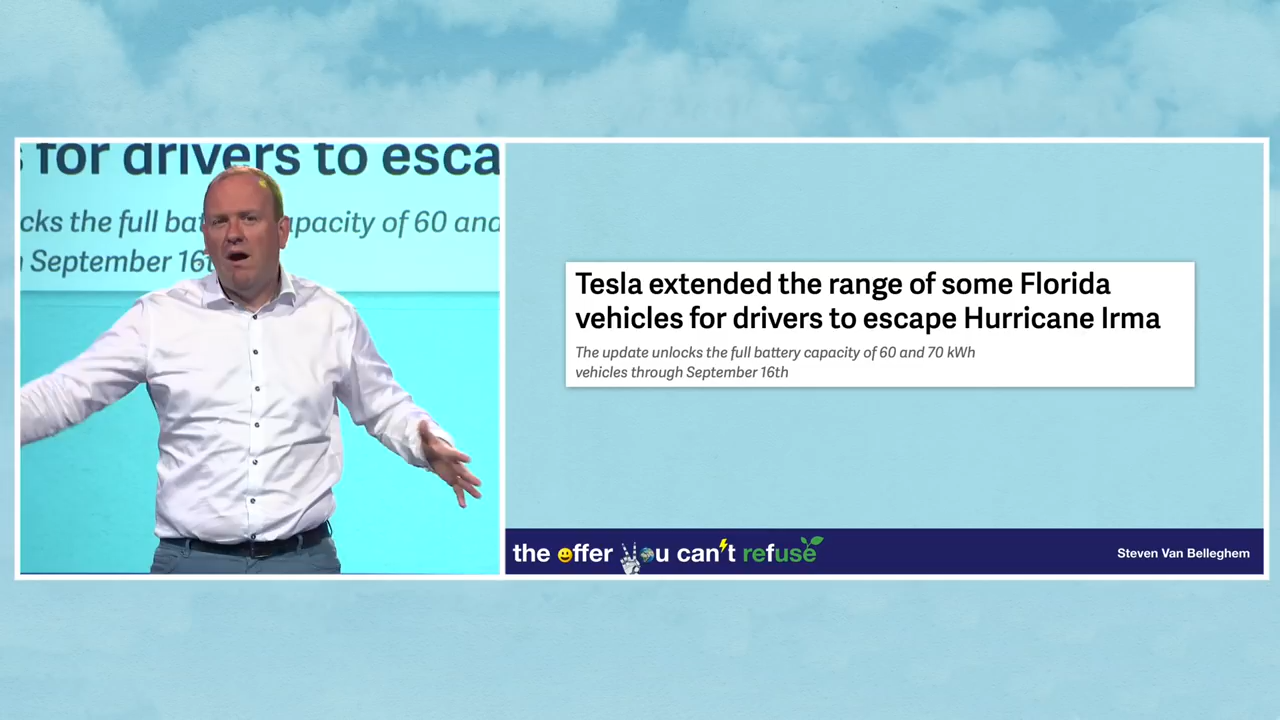 for drivers to esca
cks the full bat apacity of 60 and
September 16t
Tesla extended the range of some Florida
vehicles for drivers to escape Hurricane Irma
The update unlocks the full battery capacity of 60 and 70 kWh
vehicles through September 16th
the offer you can't refuse
Steven Van Belleghem